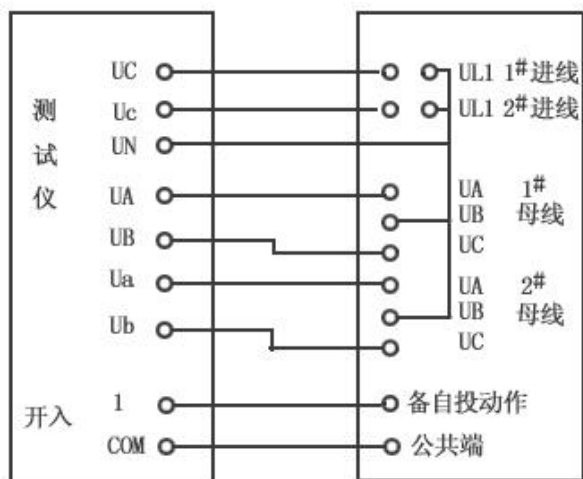 测试仪
UC
Uc
UN
UA
UB
Ua
Ub
开入
1
COM
UL1 1#进线
UL1 2#进线
UA 1#
UB 母线
UC
UA 2#
UB 母线
UC
备自投动作
公共端